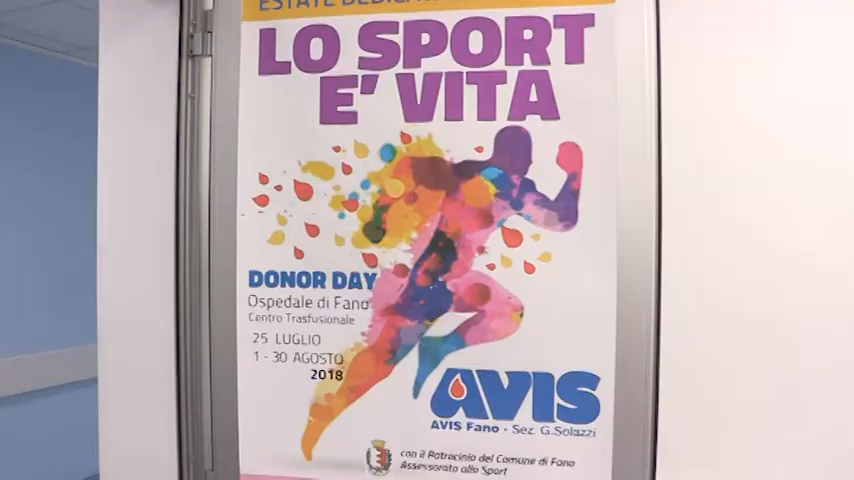 ESTATE
LO SPORT
E' VITA
DONOR DAY
Ospedale di Fano
Centro Trasfusionale
25 LUGLIO
1 - 30 AGOSTO
2018
AVIS
AVIS Fano - Sez. G.Solazzi
con il Patrocinio del Comune di Fano
Assessorato allo Sport